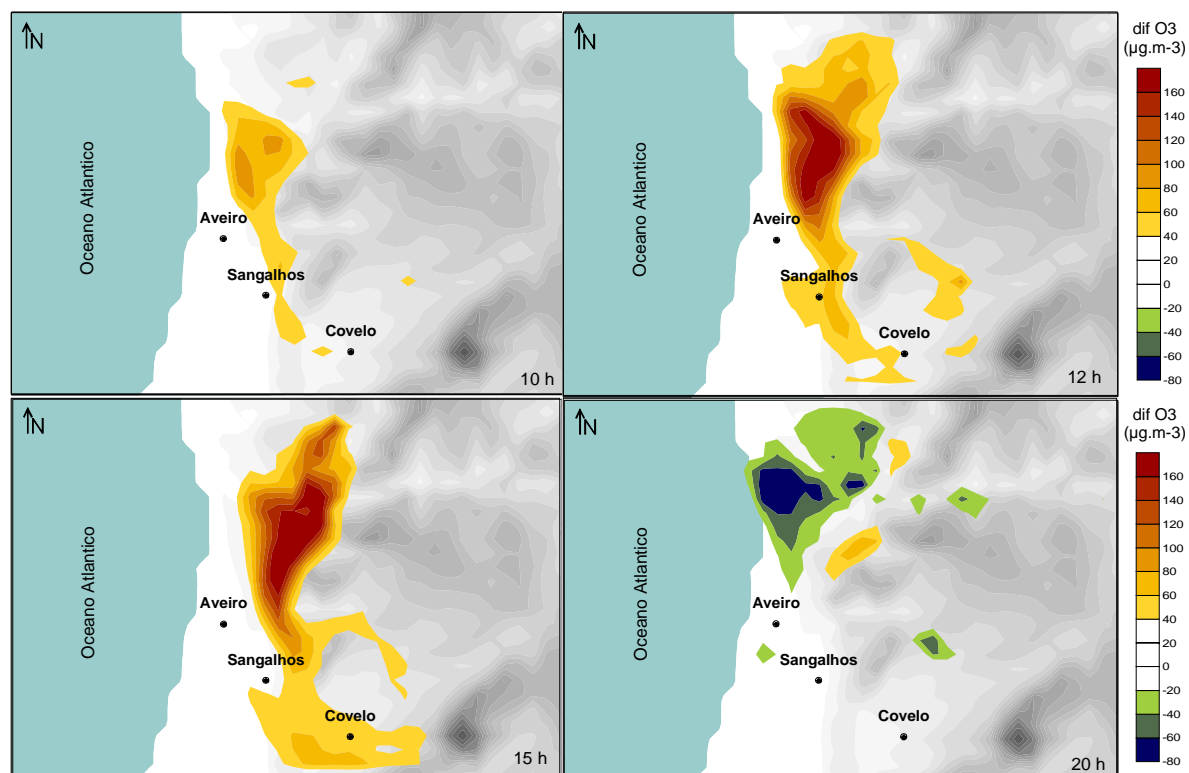 N
Oceano Atlantico
Aveiro
Sangalhos
Covelo
10 h
N
Oceano Atlantico
Aveiro
Sangalhos
Covelo
12 h
dif O3
(µg.m-3)
160
140
120
100
80
60
40
20
0
-20
-40
-60
-80
N
Oceano Atlantico
Aveiro
Sangalhos
Covelo
15 h
N
Oceano Atlantico
Aveiro
Sangalhos
Covelo
20 h
dif O3
(µg.m-3)
160
140
120
100
80
60
40
20
0
-20
-40
-60
-80